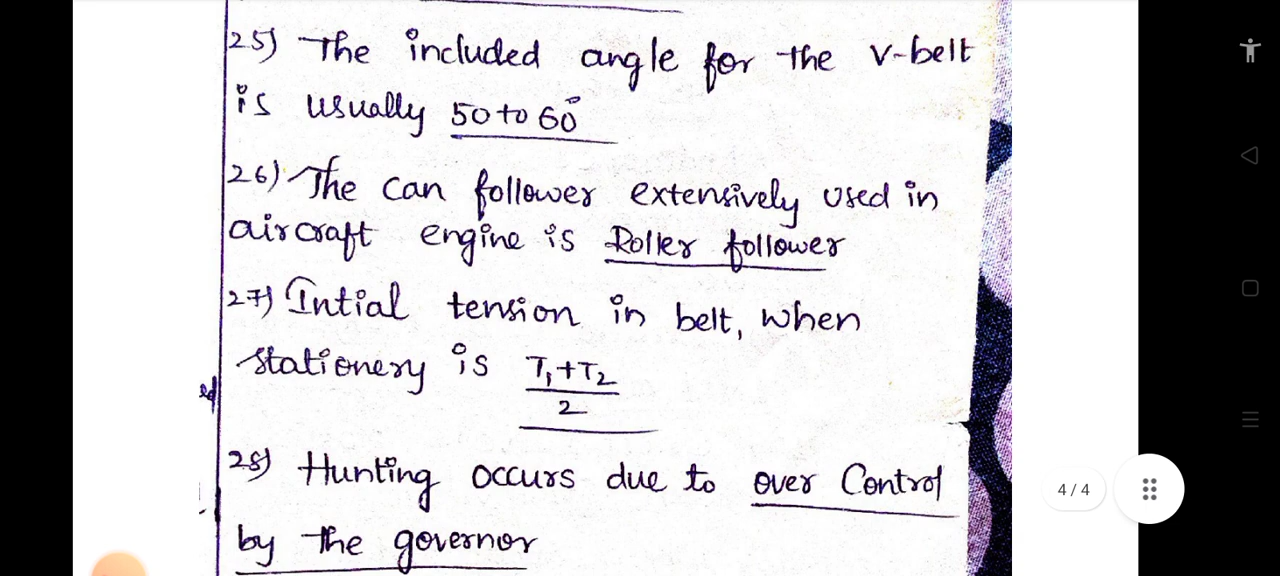 25) The included angle for the v-belt
is usually 50 to 60°
26) The can follower extensively used in
aircraft engine is Roller follower
27) Intial tension in belt, when
stationery is T₁+T₂
2
28) Hunting occurs due to over Control
by the governor
4 / 4